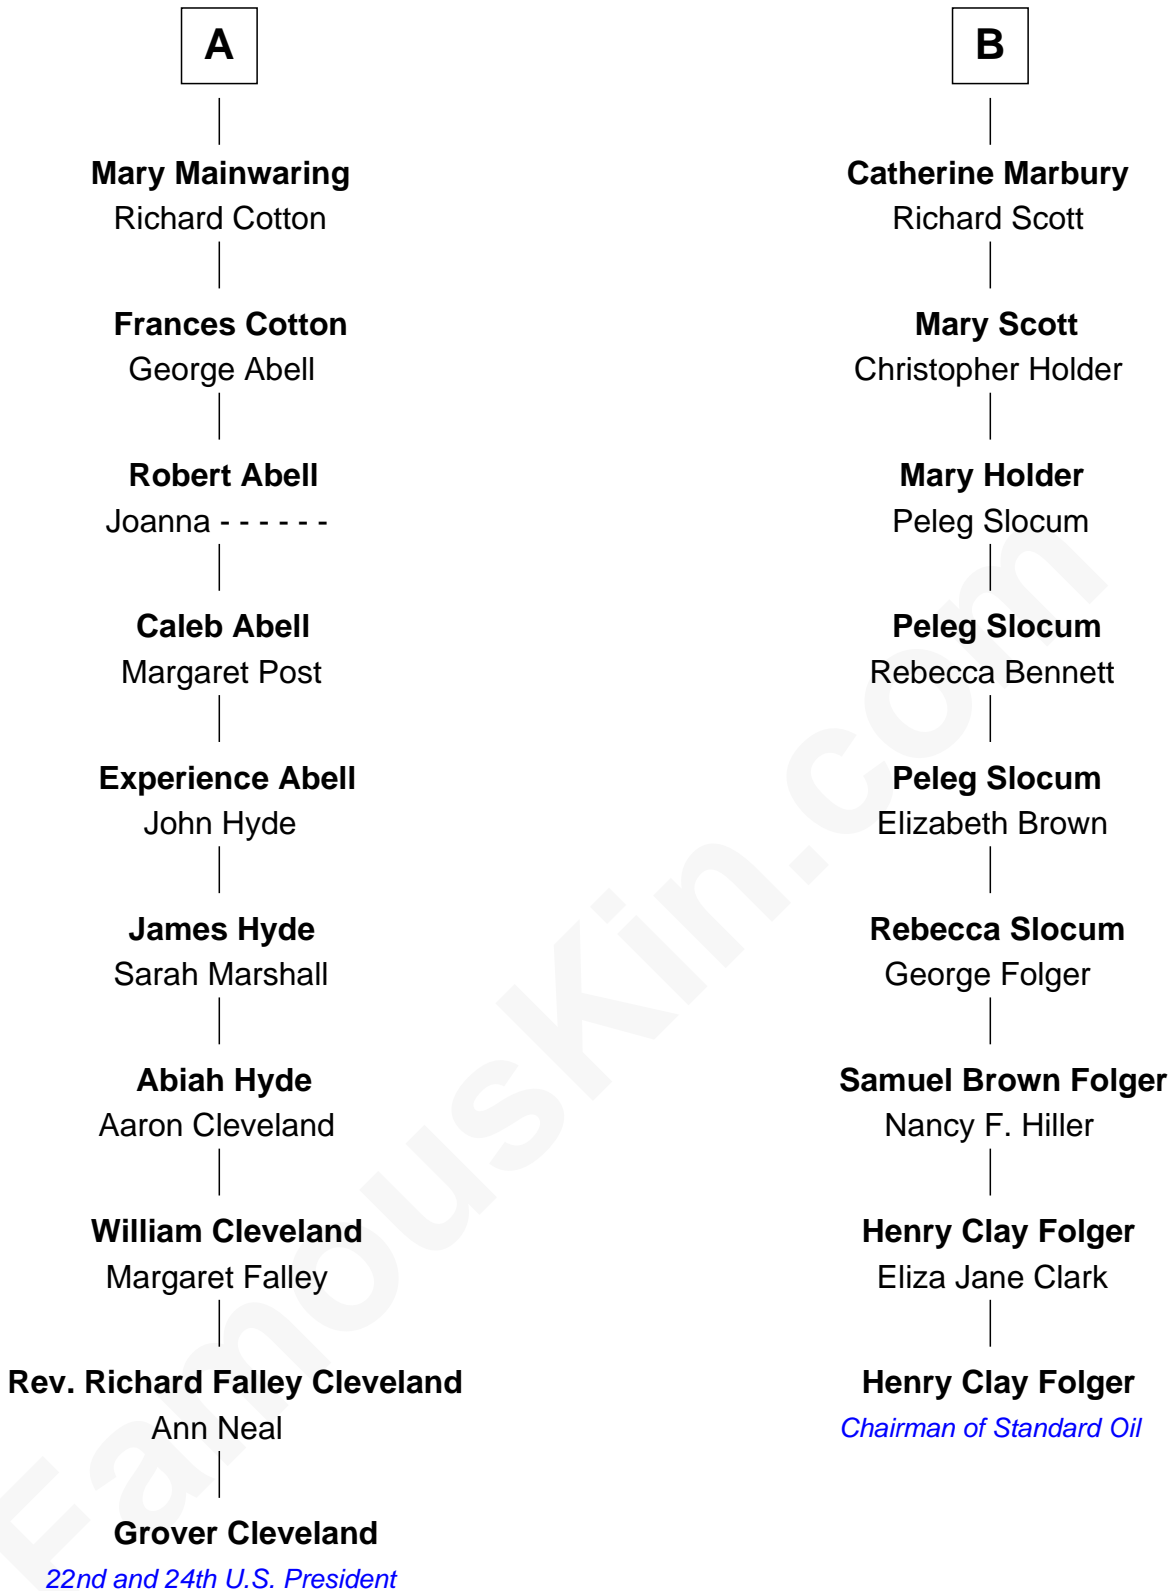 A
Mary Mainwaring
Richard Cotton
Frances Cotton
George Abell
Robert Abell
Joanna - - - - - -
Caleb Abell
Margaret Post
Experience Abell
John Hyde
James Hyde
Sarah Marshall
Abiah Hyde
Aaron Cleveland
William Cleveland
Margaret Falley
Rev. Richard Falley Cleveland
Ann Neal
Grover Cleveland
22nd and 24th U.S. President
B
Catherine Marbury
Richard Scott
Mary Scott
Christopher Holder
Mary Holder
Peleg Slocum
Peleg Slocum
Rebecca Bennett
Peleg Slocum
Elizabeth Brown
Rebecca Slocum
George Folger
Samuel Brown Folger
Nancy F. Hiller
Henry Clay Folger
Eliza Jane Clark
Henry Clay Folger
Chairman of Standard Oil
FamousKin.com